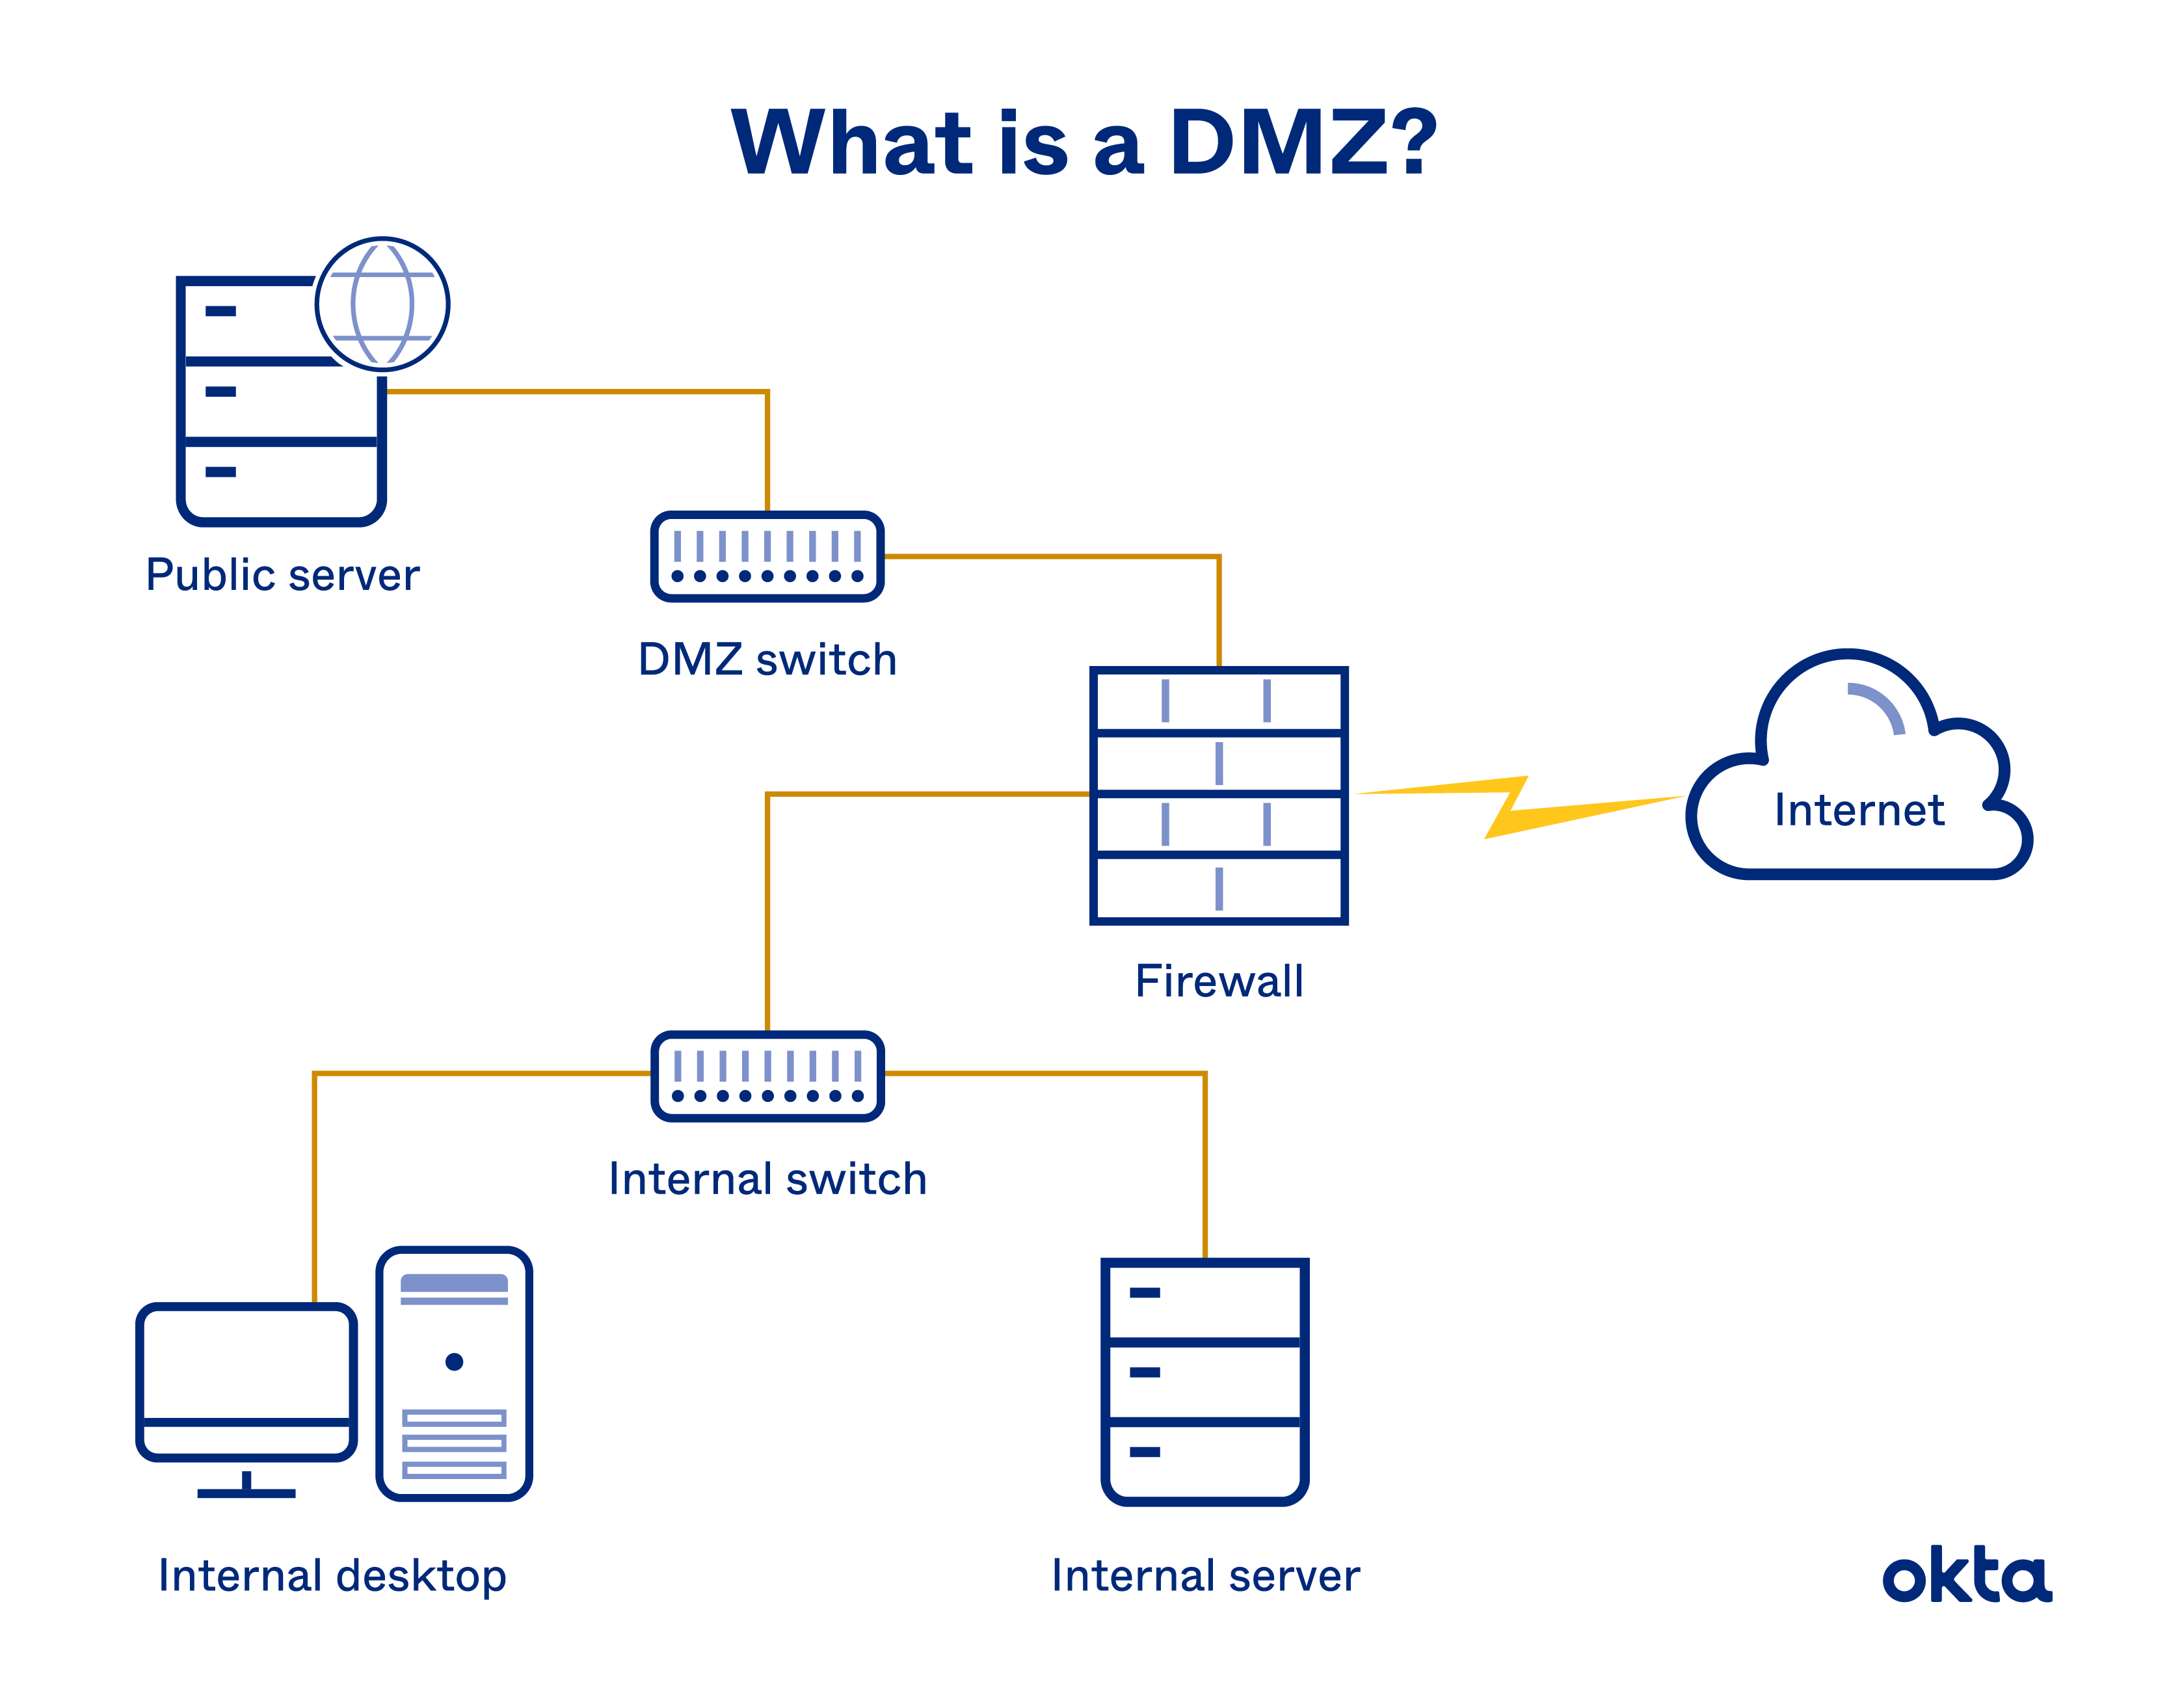 What is a DMZ?
Public server
DMZ switch
Internet
Firewall
Internal switch
Internal desktop
Internal server
okta